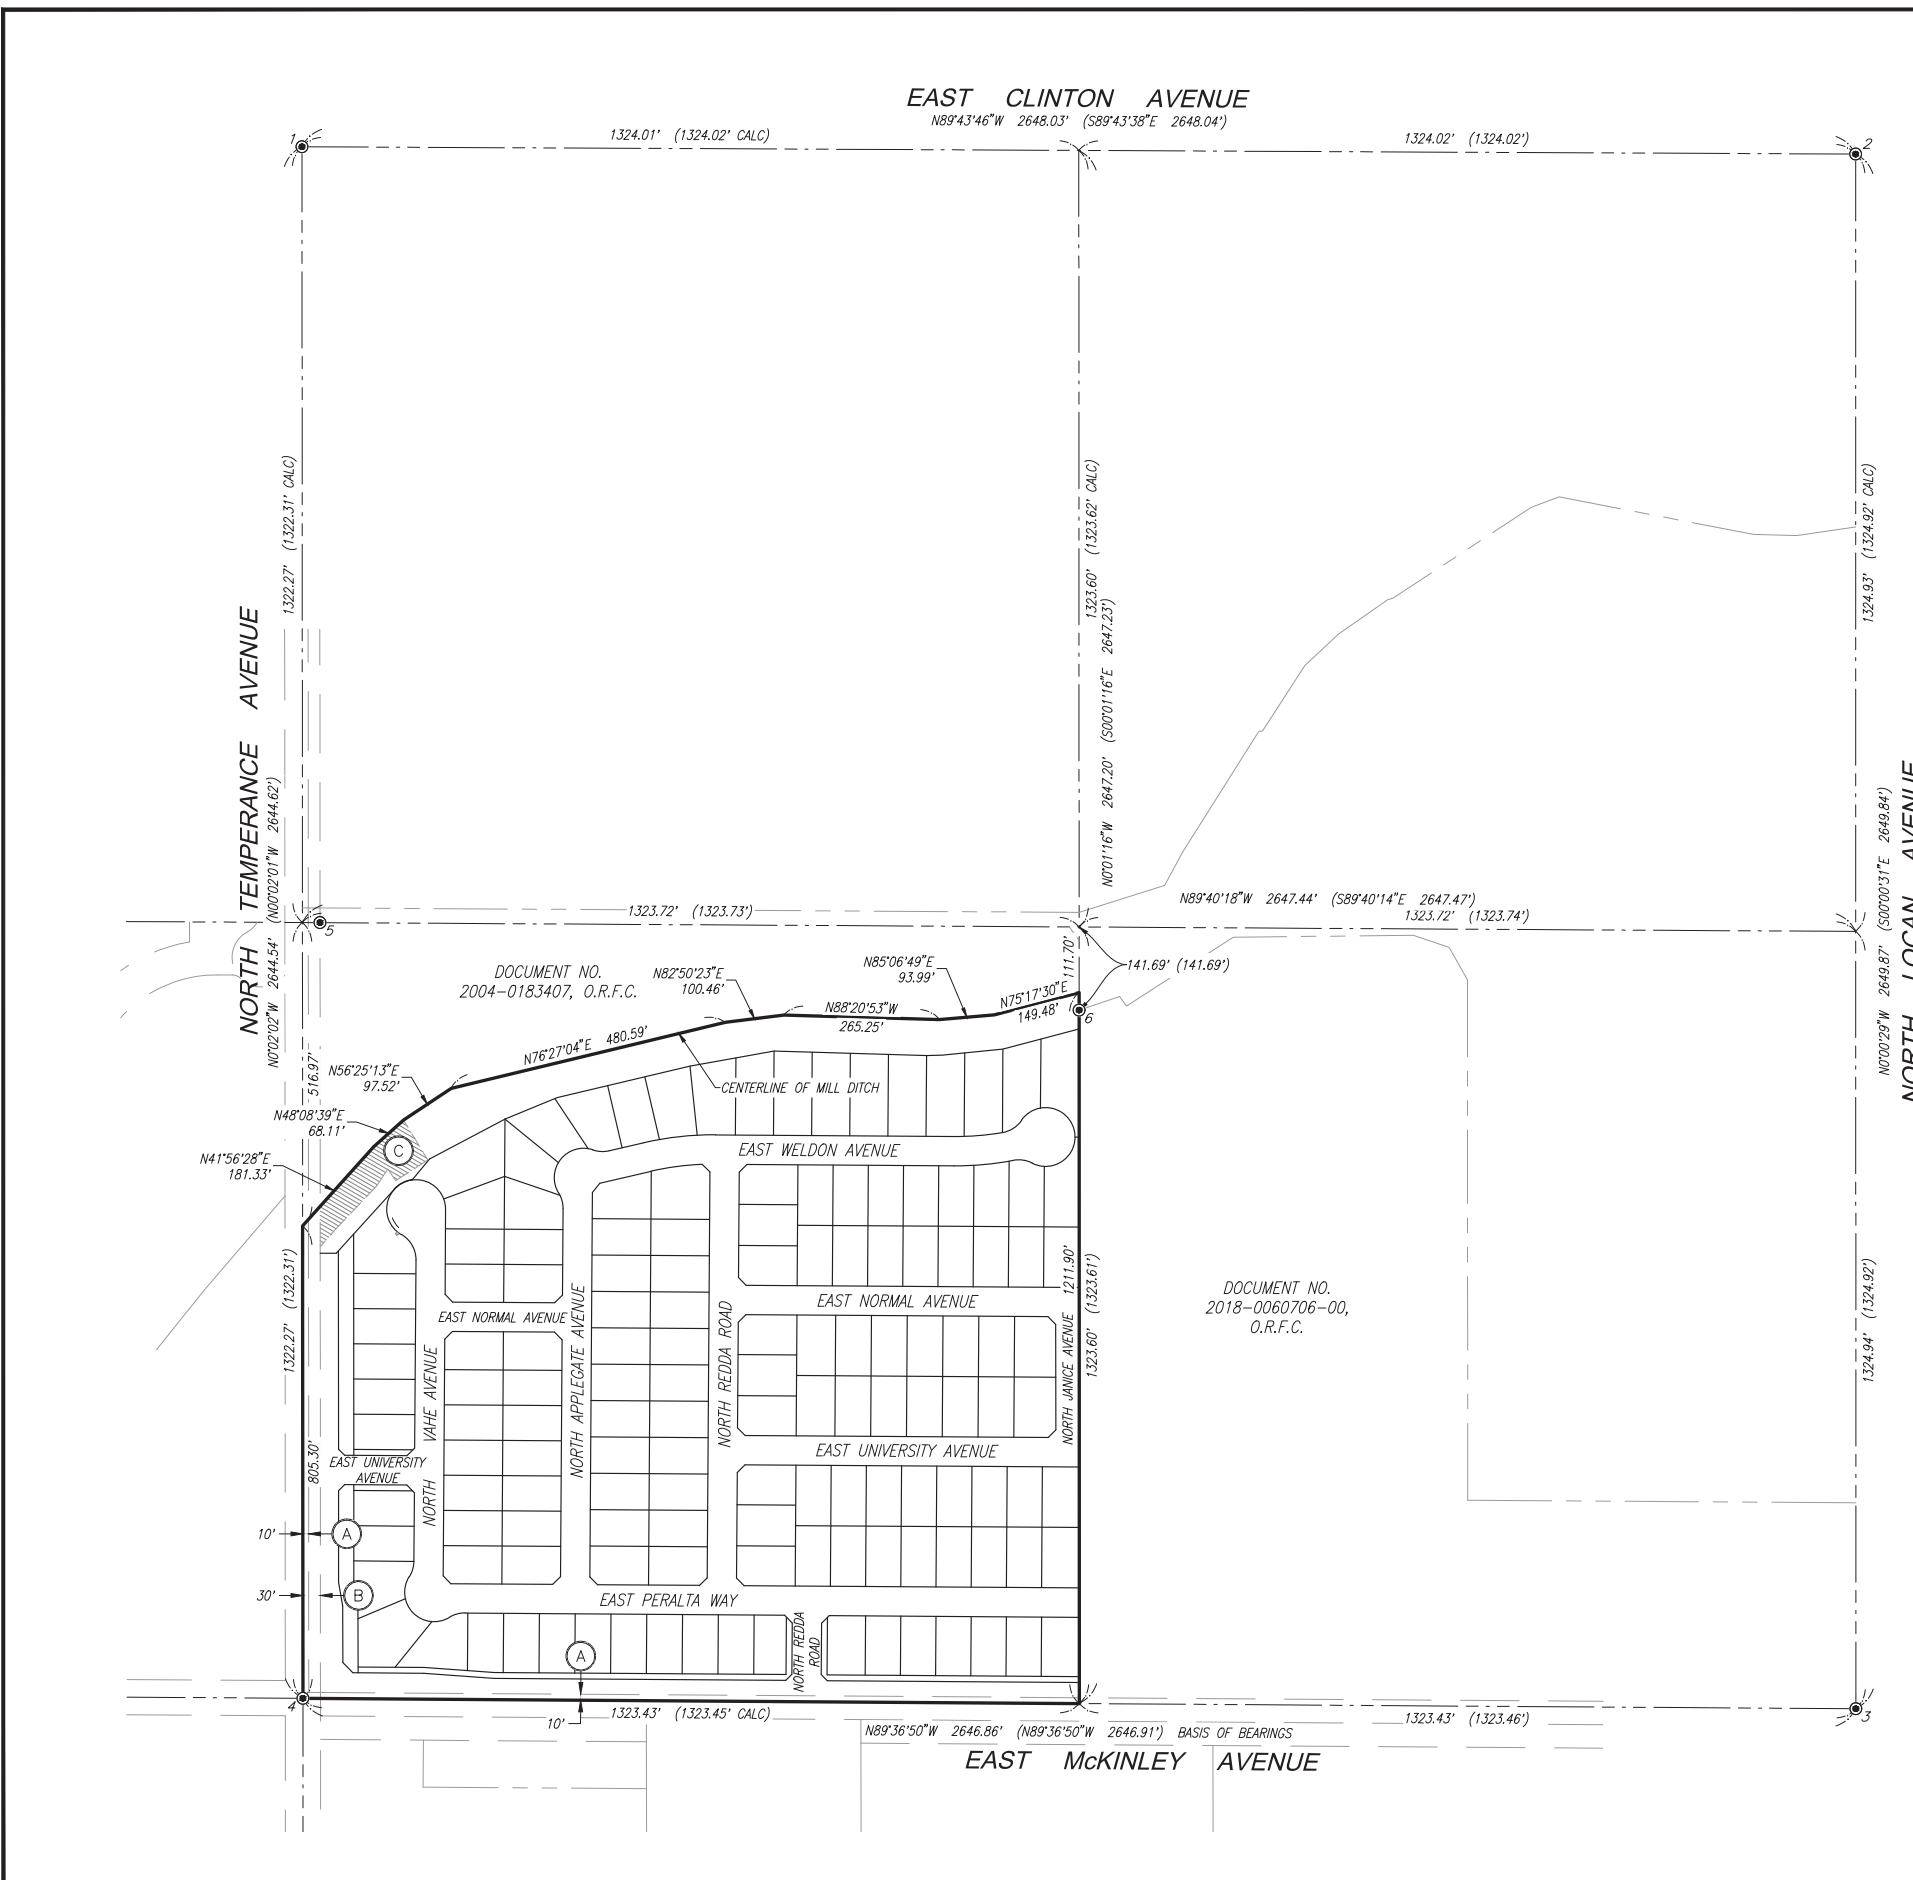 EAST CLINTON AVENUE
N89°43'46"W 2648.03' (S89°43'38"E 2648.04')
1324.01' (1324.02' CALC)
1324.02' (1324.02')
1
2
1322.27' (1322.31' CALC)
1323.60' (1323.62' CALC)
1324.93' (1324.92' CALC)
NORTH TEMPERANCE AVENUE
N0°02'02"W 2644.54' (N00°02'01"W 2644.62')
N0°01'16"W 2647.20' (S00°01'16"E 2647.23')
NORTH LOCAN AVENUE
N0°00'29"W 2649.87' (S00°00'31"E 2649.84')
N89°40'18"W 2647.44' (S89°40'14"E 2647.47')
1323.72' (1323.73')
1323.72' (1323.74')
5
DOCUMENT NO.
2004-0183407, O.R.F.C.
N82°50'23"E
100.46'
N85°06'49"E
93.99'
111.70'
141.69' (141.69')
N88°20'53"W
265.25'
N75°17'30"E
149.48'
6
N76°27'04"E 480.59'
516.97'
N56°25'13"E
97.52'
CENTERLINE OF MILL DITCH
N48°08'39"E
68.11'
C
N41°56'28"E
181.33'
EAST WELDON AVENUE
1322.27' (1322.31')
1211.90'
1323.60' (1323.61')
1324.94' (1324.92')
DOCUMENT NO.
2018-0060706-00,
O.R.F.C.
EAST NORMAL AVENUE
EAST NORMAL AVENUE
NORTH VAHE AVENUE
NORTH APPLEGATE AVENUE
NORTH REDDA ROAD
NORTH JANICE AVENUE
805.30'
EAST UNIVERSITY
AVENUE
EAST UNIVERSITY AVENUE
10'
A
30'
B
EAST PERALTA WAY
NORTH REDDA
ROAD
A
4
3
10'
1323.43' (1323.45' CALC)
1323.43' (1323.46')
N89°36'50"W 2646.86' (N89°36'50"W 2646.91') BASIS OF BEARINGS
EAST McKINLEY AVENUE